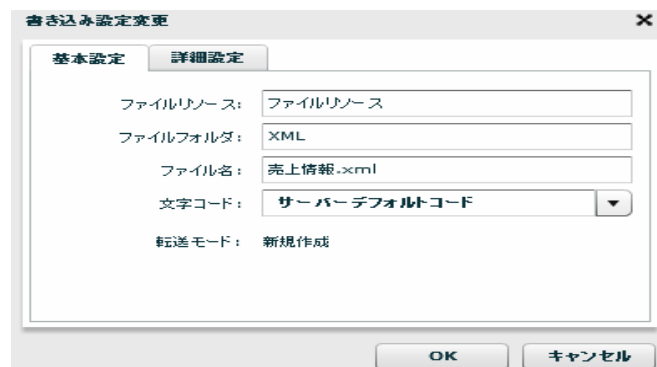 書き込み設定変更
基本設定 詳細設定
ファイルリソース: ファイルリソース
ファイルフォルダ: XML
ファイル名: 売上情報.xml
文字コード: サーバーデフォルトコード
転送モード: 新規作成
OK キャンセル